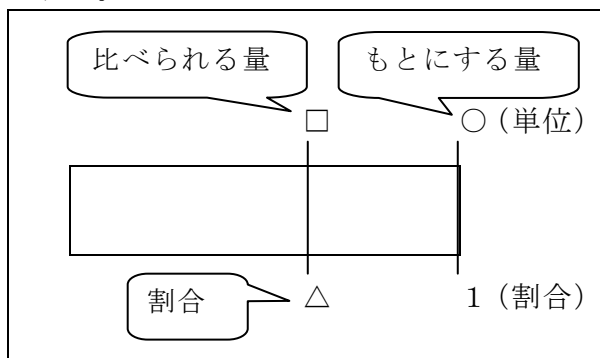 比べられる量
もとにする量
□
○（単位）
割合
△
1（割合）